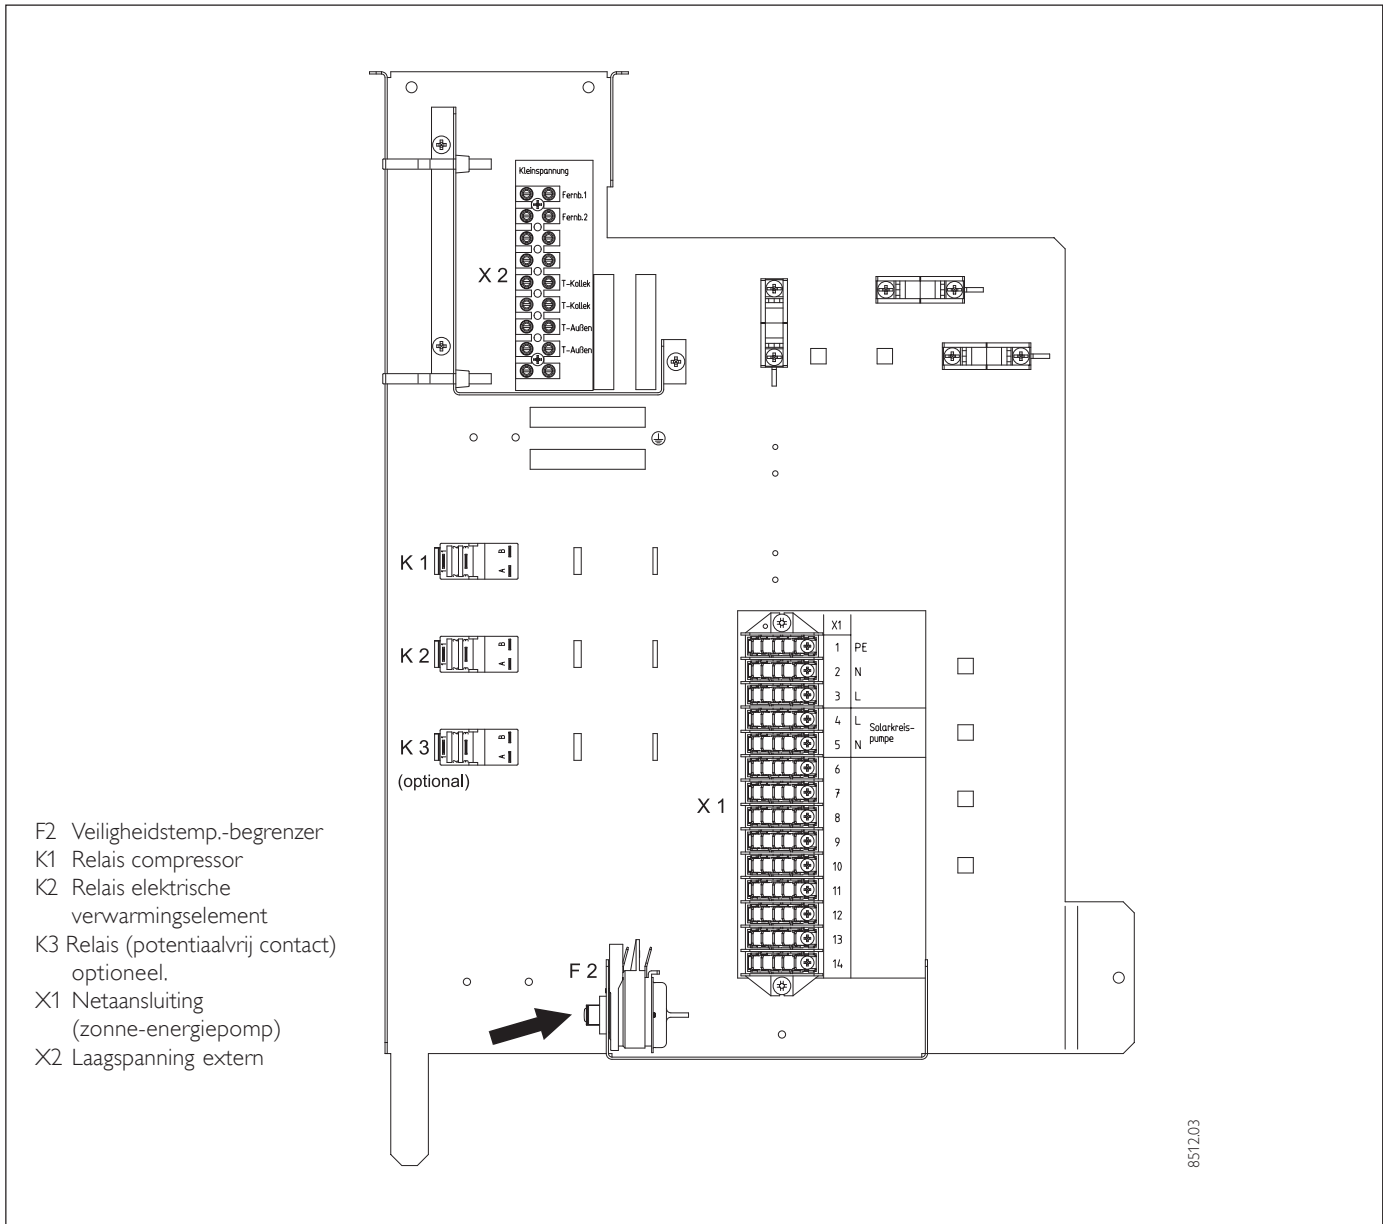 Kleinspannung
Fernb.1
Fernb.2
X 2
T-Kollek
T-Kollek
T-Außen
T-Außen
K 1
B
A
K 2
B
A
K 3
B
A
(optional)
X1
1 PE
2 N
3 L
4 L
Solarkreis-
pumpe
5 N
6
7
X 1
8
9
10
11
12
13
14
F 2
F2 Veiligheidstemp.-begrenzer
K1 Relais compressor
K2 Relais elektrische
verwarmingselement
K3 Relais (potentiaalvrij contact)
optioneel.
X1 Netaansluiting
(zonne-energiepomp)
X2 Laagspanning extern
8512.03